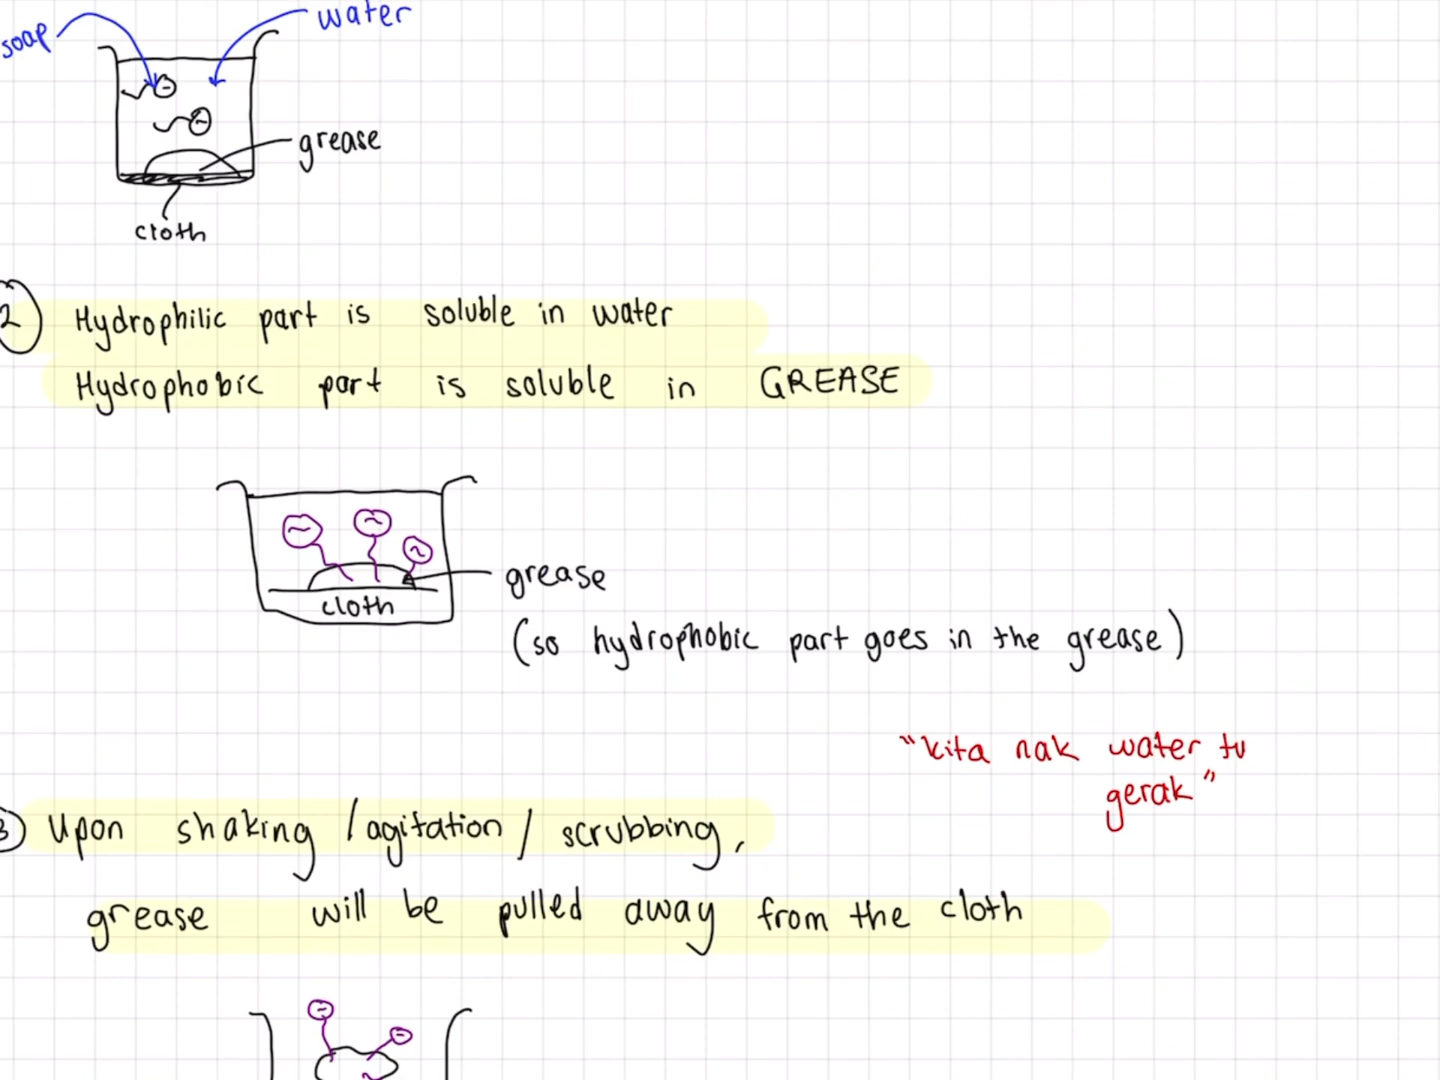 soap
water
grease
cloth
2 Hydrophilic part is soluble in water
Hydrophobic part is soluble in GREASE
cloth
grease
(so hydrophobic part goes in the grease)
"kita nak water tu
gerak"
3 Upon shaking / agitation / scrubbing,
grease will be pulled away from the cloth